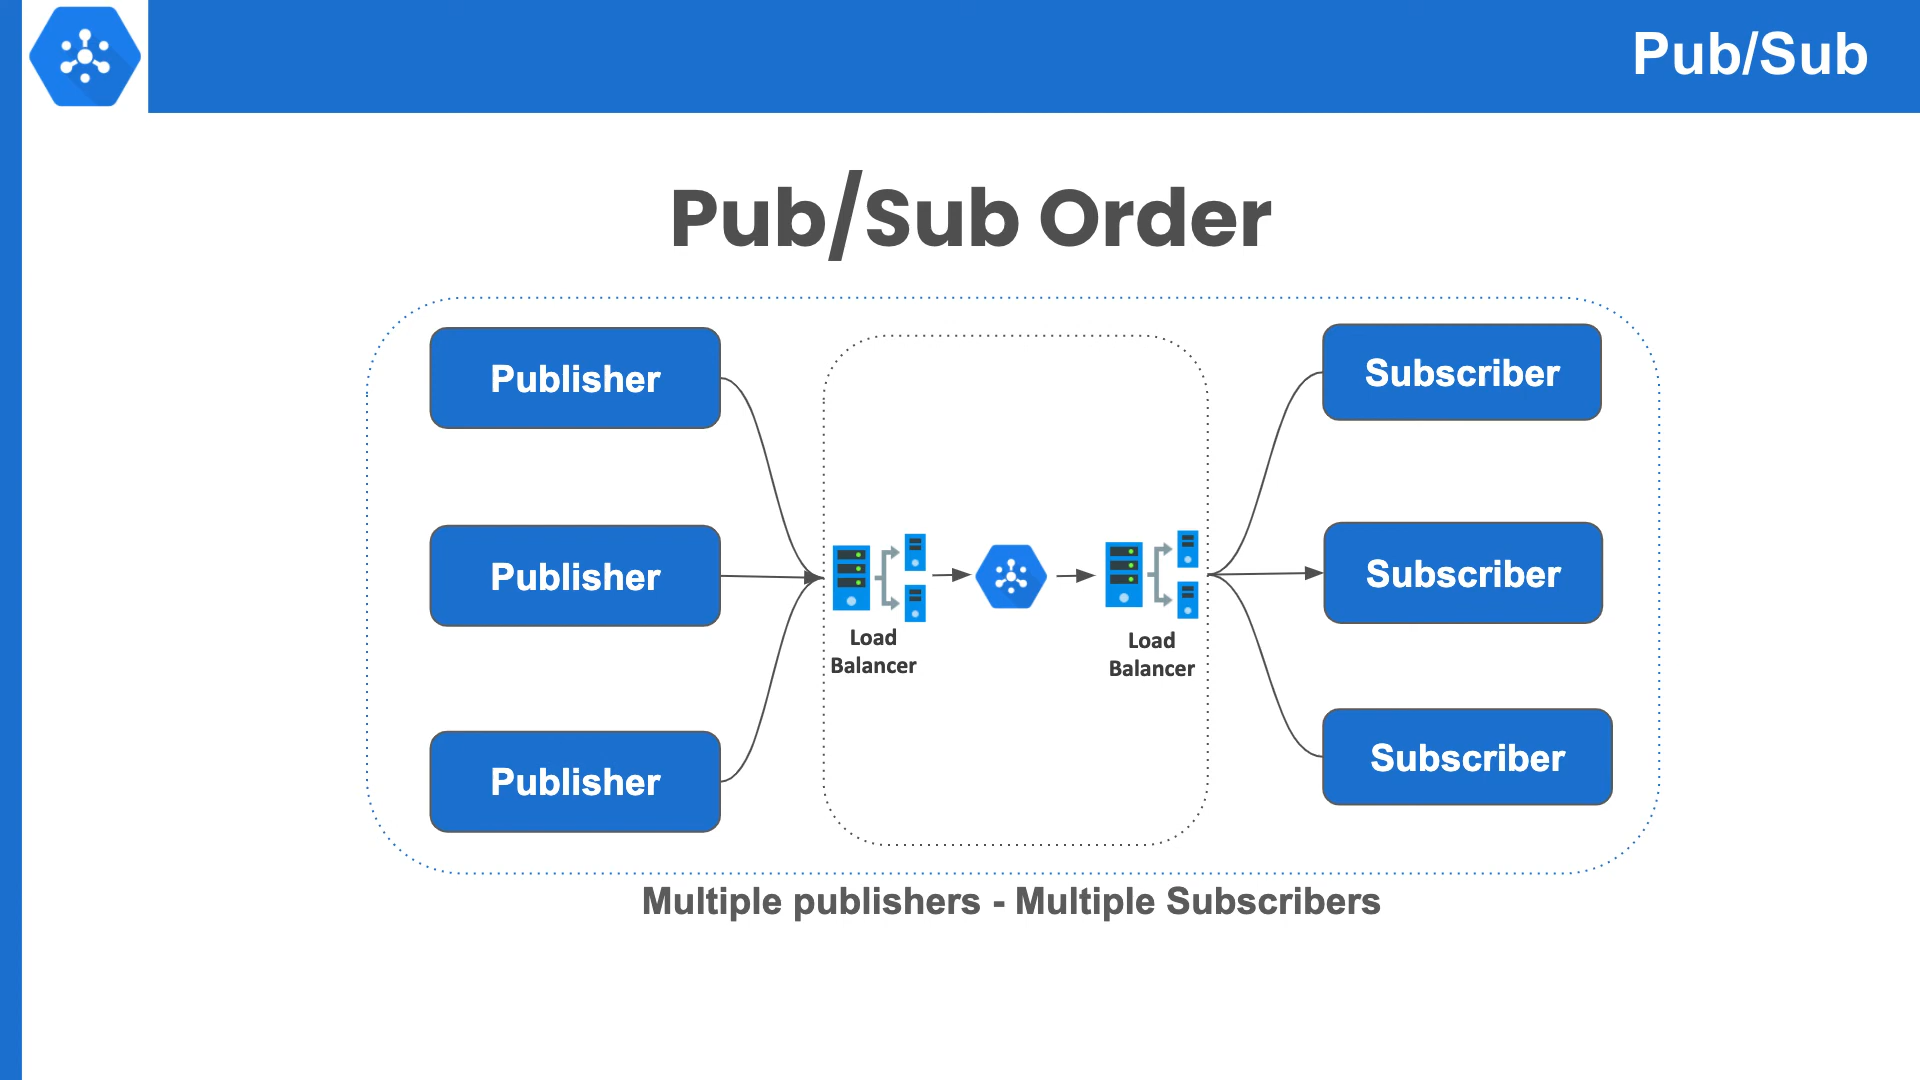 Pub/Sub
Pub/Sub Order
Publisher
Publisher
Publisher
Load
Balancer
Load
Balancer
Subscriber
Subscriber
Subscriber
Multiple publishers - Multiple Subscribers